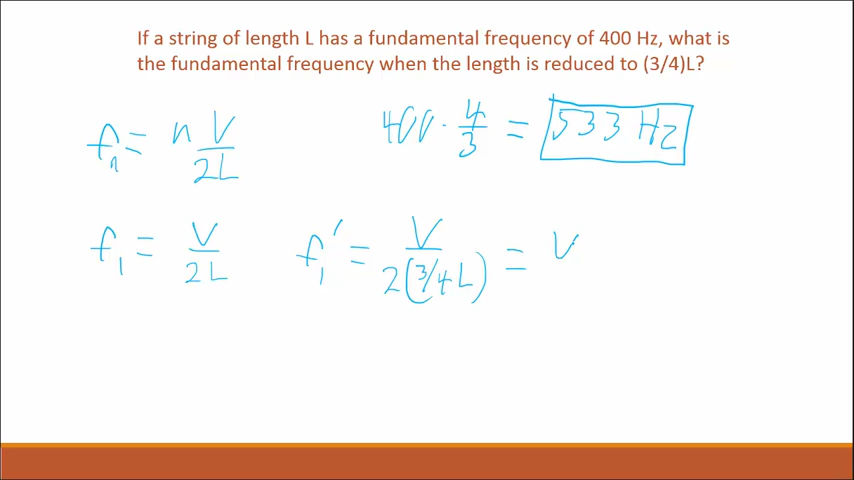 If a string of length L has a fundamental frequency of 400 Hz, what is
the fundamental frequency when the length is reduced to (3/4)L?
fₙ = n V/2L
400 · 4/3 = 533 Hz
f₁ = V/2L
f₁′ = V/2(3/4 L) = V